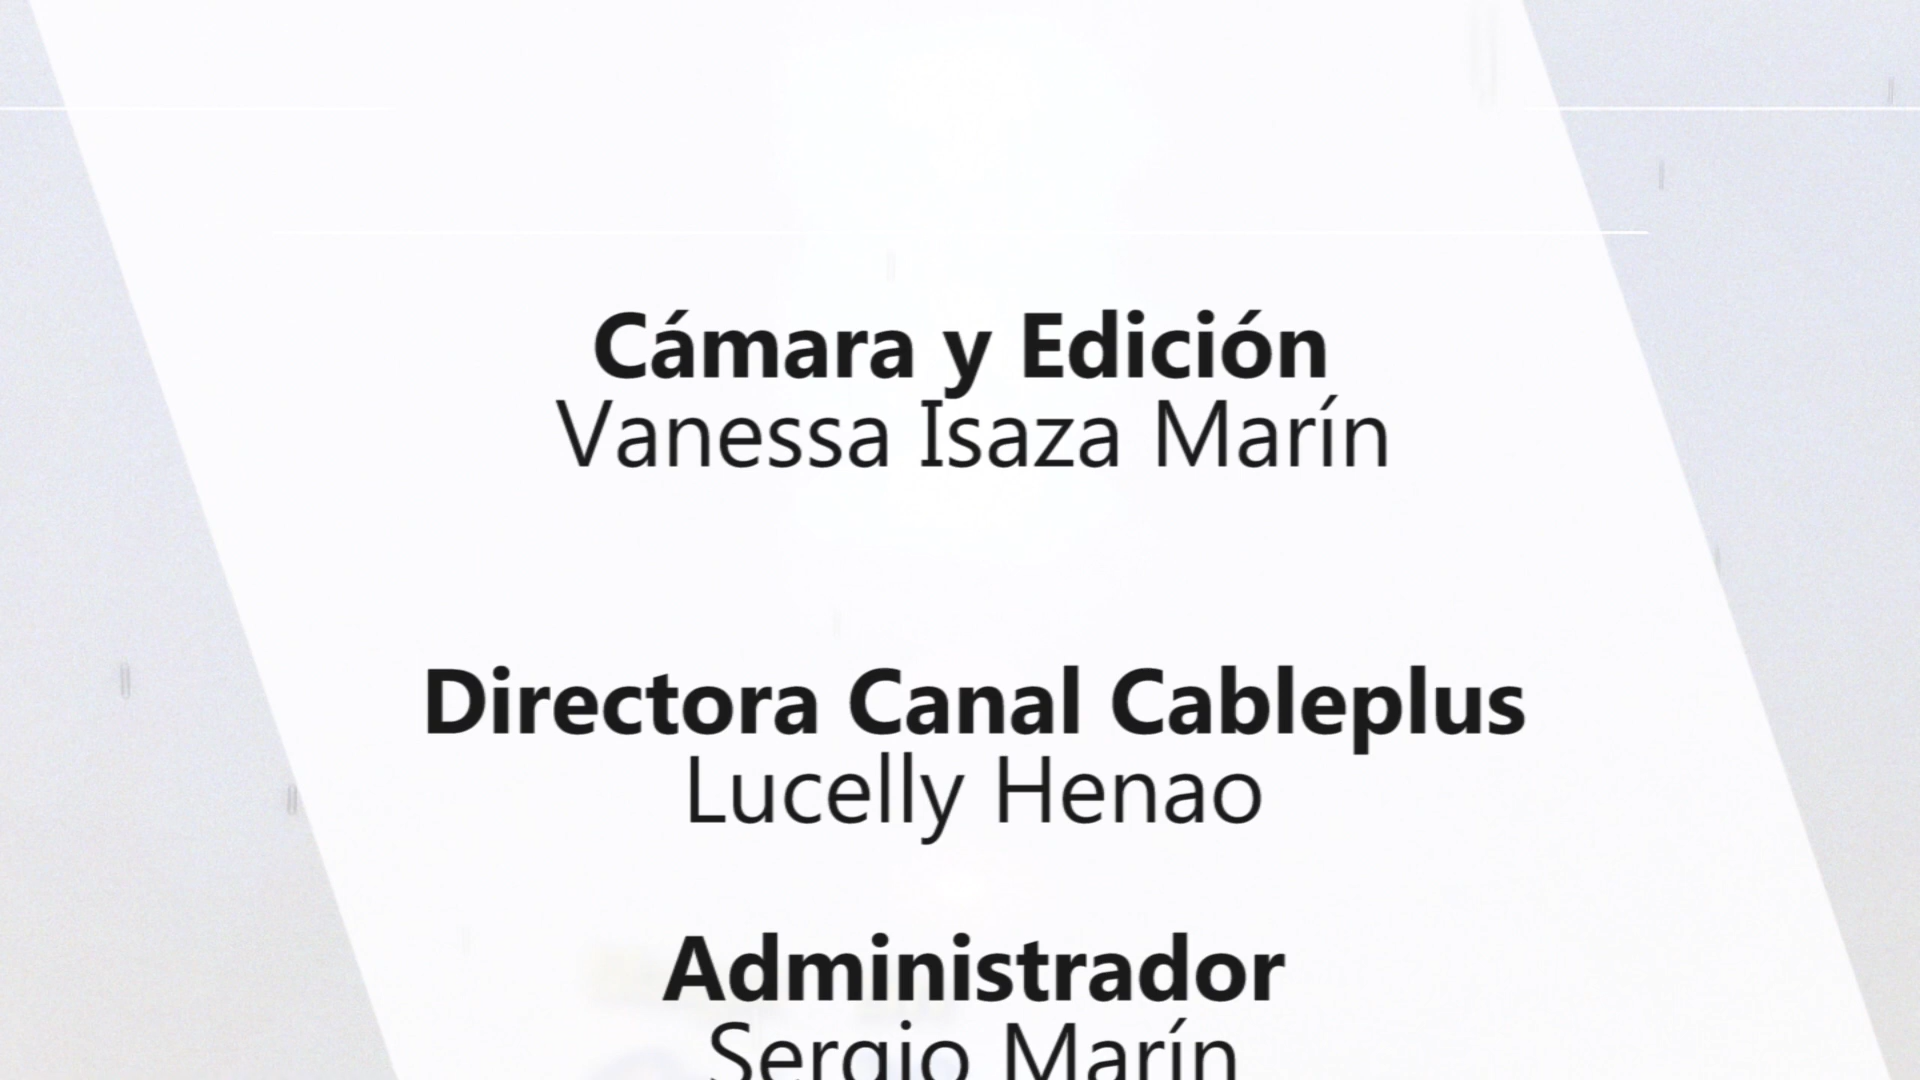 Cámara y Edición
Vanessa Isaza Marín
Directora Canal Cableplus
Lucelly Henao
Administrador
Sergio Marín